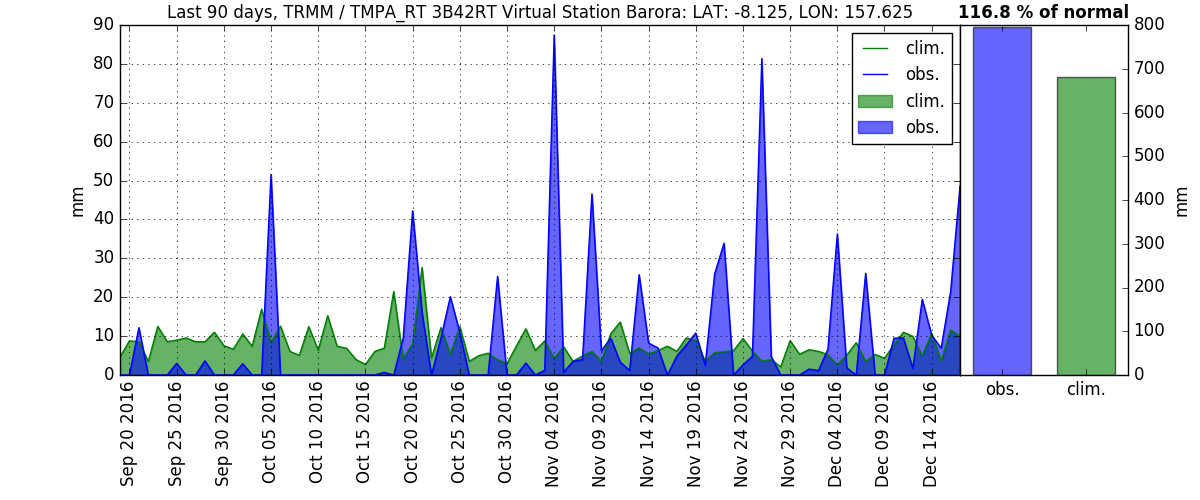 Last 90 days, TRMM / TMPA_RT 3B42RT Virtual Station Barora: LAT: -8.125, LON: 157.625
116.8 % of normal
90
80
70
60
50
40
30
20
10
0
mm
clim.
obs.
clim.
obs.
Sep 20 2016
Sep 25 2016
Sep 30 2016
Oct 05 2016
Oct 10 2016
Oct 15 2016
Oct 20 2016
Oct 25 2016
Oct 30 2016
Nov 04 2016
Nov 09 2016
Nov 14 2016
Nov 19 2016
Nov 24 2016
Nov 29 2016
Dec 04 2016
Dec 09 2016
Dec 14 2016
800
700
600
500
400
300
200
100
0
mm
obs.
clim.